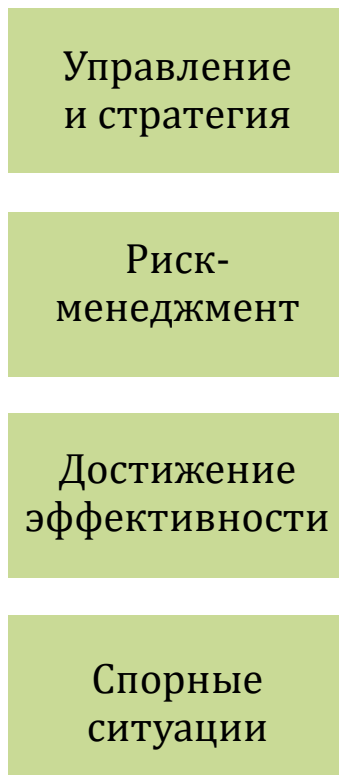 Управление
и стратегия
Риск-
менеджмент
Достижение
эффективности
Спорные
ситуации